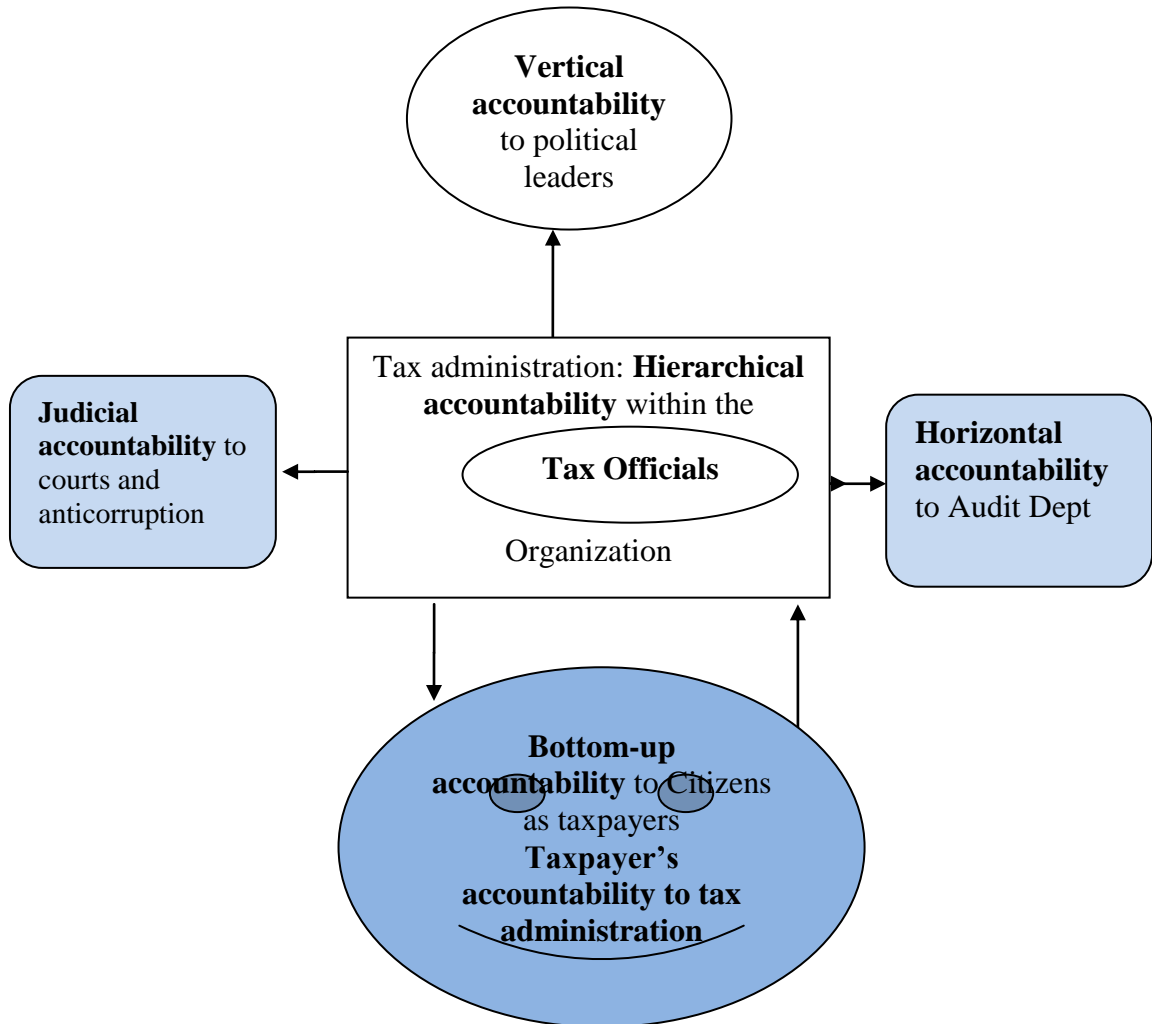 Vertical
accountability
to political
leaders
Tax administration: Hierarchical
accountability within the
Tax Officials
Organization
Judicial
accountability to
courts and
anticorruption
Horizontal
accountability
to Audit Dept
Bottom-up
accountability to Citizens
as taxpayers
Taxpayer’s
accountability to tax
administration